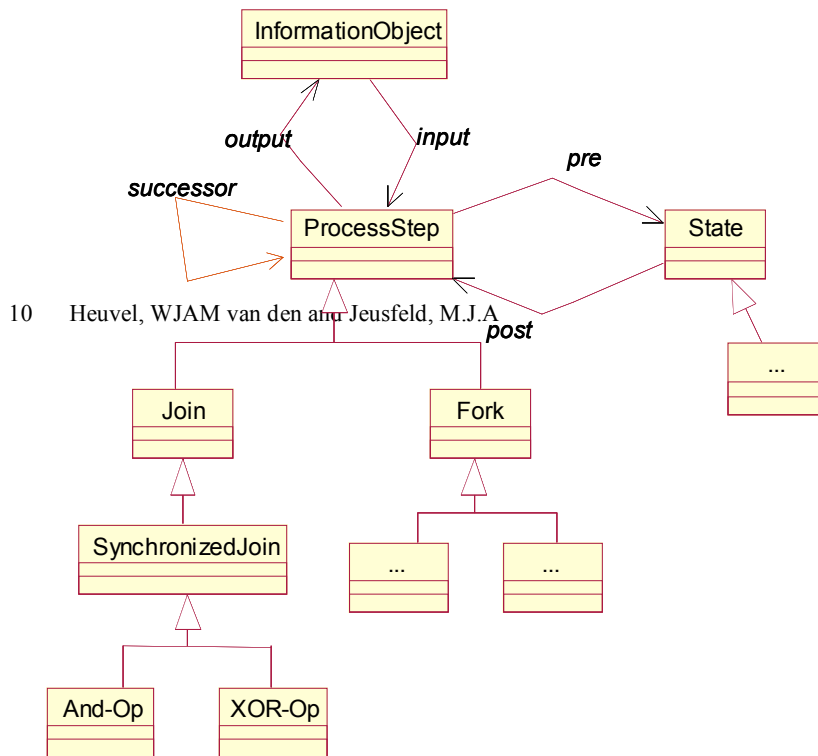 InformationObject
output
input
pre
successor
ProcessStep
State
10 Heuvel, WJAM van den and Jeusfeld, M.J.A
post
...
Join
Fork
SynchronizedJoin
...
...
And-Op
XOR-Op